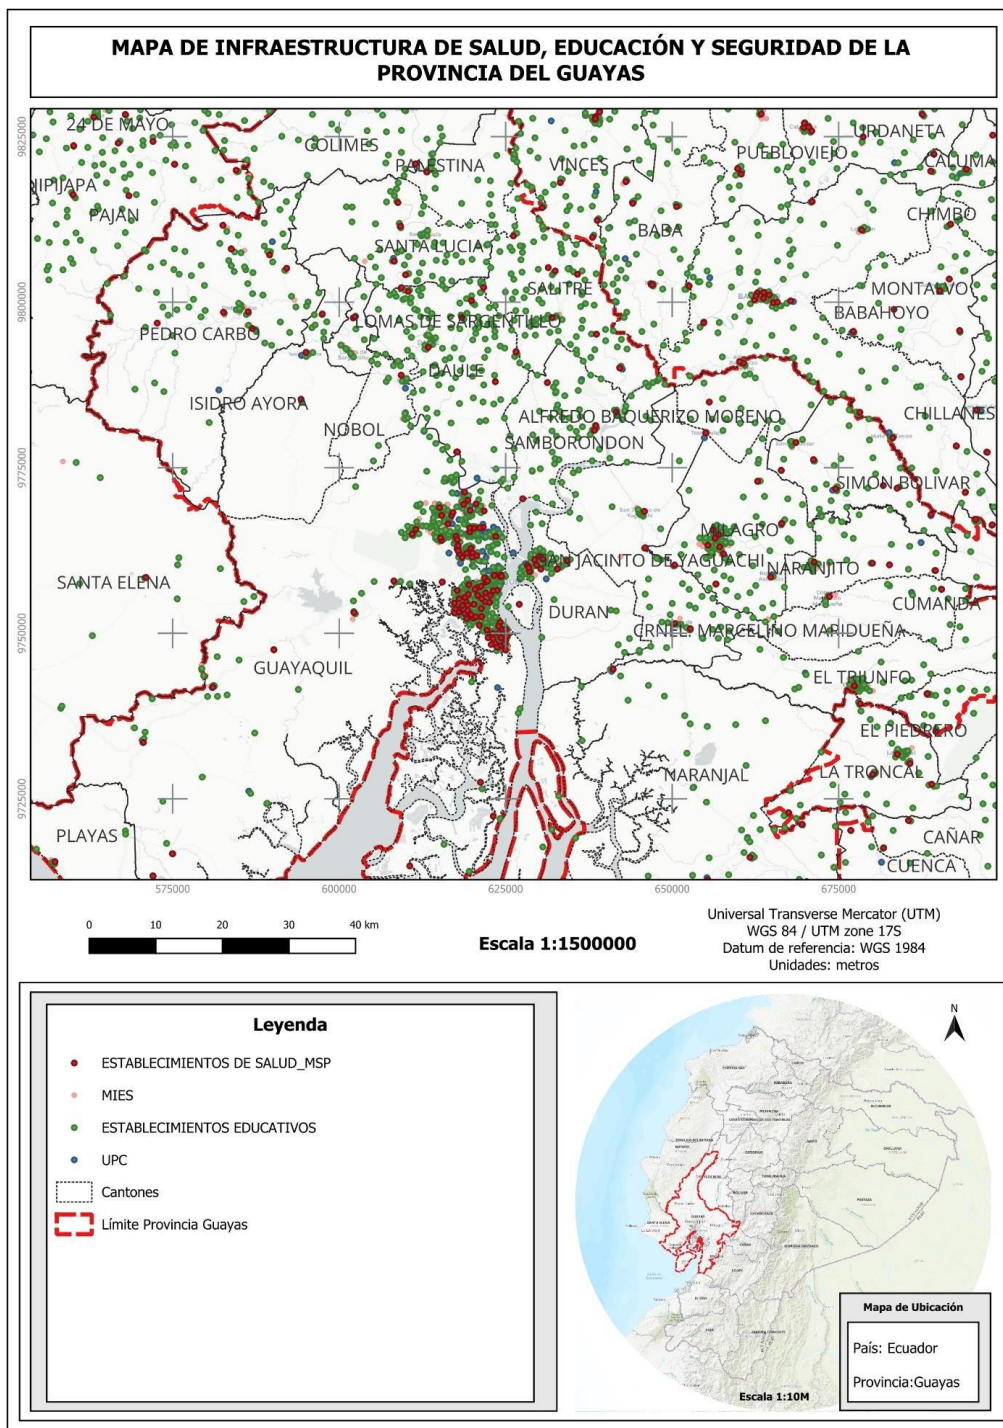 MAPA DE INFRAESTRUCTURA DE SALUD, EDUCACIÓN Y SEGURIDAD DE LA
PROVINCIA DEL GUAYAS
9825000
9800000
9775000
9750000
9725000
24 DE MAYO
COLIMES
PALESTINA
VINCES
PUEBLOVIEJO
URDANETA
CALUMA
NIPIJAPA
PAJAN
SANTA LUCIA
BABA
CHIMBO
SALITRE
MONTALVO
BABAHOYO
PEDRO CARBO
LOMAS DE SARGENTILLO
DAULE
ISIDRO AYORA
NOBOL
ALFREDO BAQUERIZO MORENO
CHILLANES
SAMBORONDON
SIMÓN BOLÍVAR
MILAGRO
SANTA ELENA
SAN JACINTO DE YAGUACHI
NARANJITO
DURAN
CUMANDA
CRNEL. MARCELINO MARIDUEÑA
GUAYAQUIL
EL TRIUNFO
EL PIEDRERO
NARANJAL
LA TRONCAL
PLAYAS
CAÑAR
CUENCA
575000
600000
625000
650000
675000
0 10 20 30 40 km
Escala 1:1500000
Universal Transverse Mercator (UTM)
WGS 84 / UTM zone 17S
Datum de referencia: WGS 1984
Unidades: metros
Leyenda
ESTABLECIMIENTOS DE SALUD_MSP
MIES
ESTABLECIMIENTOS EDUCATIVOS
UPC
Cantones
Límite Provincia Guayas
N
Escala 1:10M
Mapa de Ubicación
País: Ecuador
Provincia:Guayas